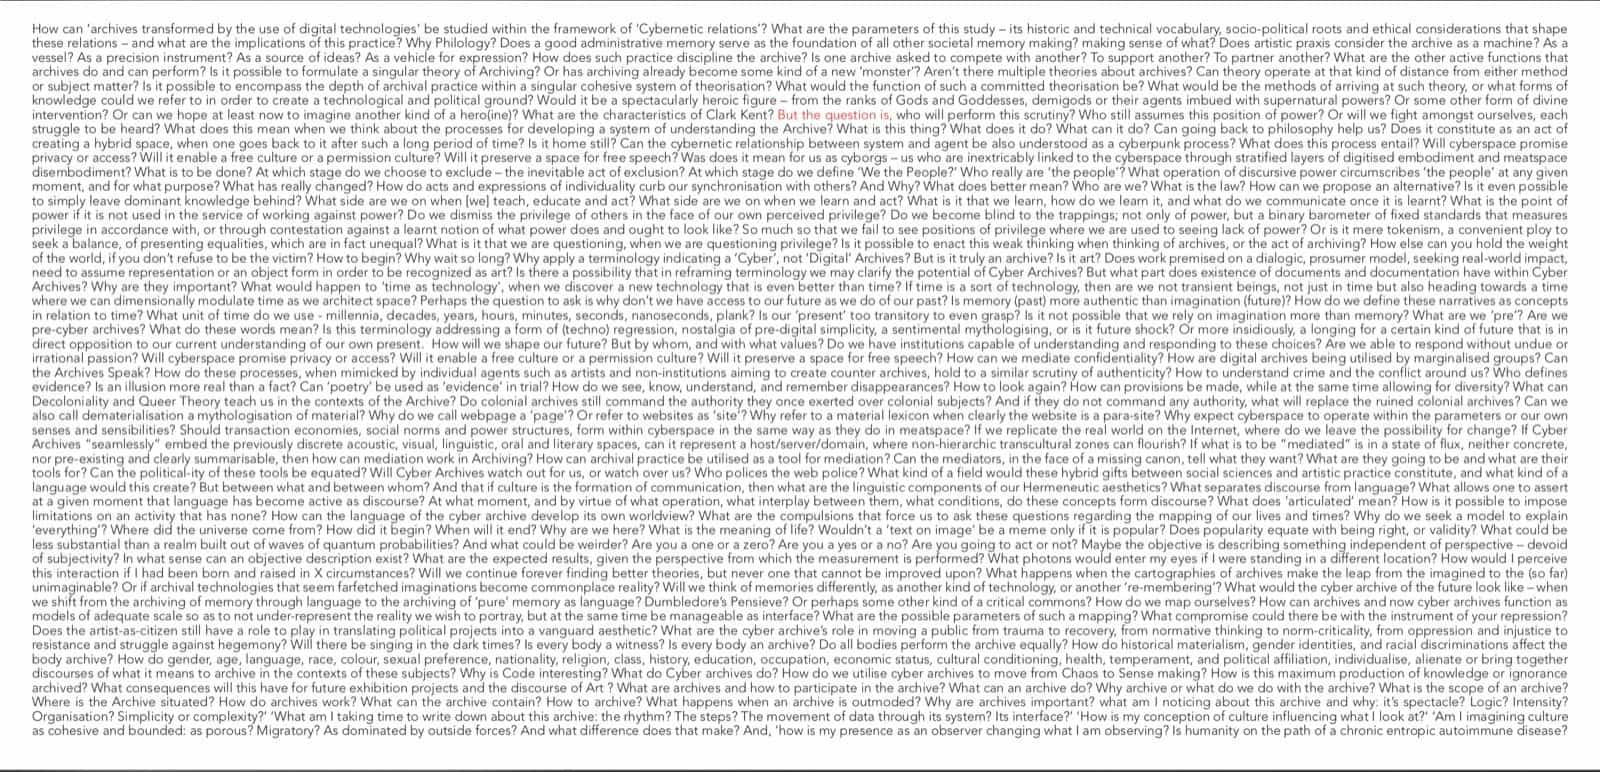 How can 'archives transformed by the use of digital technologies' be studied within the framework of 'Cybernetic relations'? What are the parameters of this study – its historic and technical vocabulary, socio-political roots and ethical considerations that shape
these relations – and what are the implications of this practice? Why Philology? Does a good administrative memory serve as the foundation of all other societal memory making? making sense of what? Does artistic praxis consider the archive as a machine? As a
vessel? As a precision instrument? As a source of ideas? As a vehicle for expression? How does such practice discipline the archive? Is one archive asked to compete with another? To support another? To partner another? What are the other active functions that
archives do and can perform? Is it possible to formulate a singular theory of Archiving? Or has archiving already become some kind of a new 'monster'? Aren't there multiple theories about archives? Can theory operate at that kind of distance from either method
or subject matter? Is it possible to encompass the depth of archival practice within a singular cohesive system of theorisation? What would the function of such a committed theorisation be? What would be the methods of arriving at such theory, or what forms of
knowledge could we refer to in order to create a technological and political ground? Would it be a spectacularly heroic figure – from the ranks of Gods and Goddesses, demigods or their agents imbued with supernatural powers? Or some other form of divine
intervention? Or can we hope at least now to imagine another kind of a hero(ine)? What are the characteristics of Clark Kent? But the question is, who will perform this scrutiny? Who still assumes this position of power? Or will we fight amongst ourselves, each
struggle to be heard? What does this mean when we think about the processes for developing a system of understanding the Archive? What is this thing? What does it do? What can it do? Can going back to philosophy help us? Does it constitute as an act of
creating a hybrid space, when one goes back to it after such a long period of time? Is it home still? Can the cybernetic relationship between system and agent be also understood as a cyberpunk process? What does this process entail? Will cyberspace promise
privacy or access? Will it enable a free culture or a permission culture? Will it preserve a space for free speech? Was does it mean for us as cyborgs – us who are inextricably linked to the cyberspace through stratified layers of digitised embodiment and meatspace
disembodiment? What is to be done? At which stage do we choose to exclude – the inevitable act of exclusion? At which stage do we define 'We the People?' Who really are 'the people'? What operation of discursive power circumscribes 'the people' at any given
moment, and for what purpose? What has really changed? How do acts and expressions of individuality curb our synchronisation with others? And Why? What does better mean? Who are we? What is the law? How can we propose an alternative? Is it even possible
to simply leave dominant knowledge behind? What side are we on when [we] teach, educate and act? What side are we on when we learn and act? What is it that we learn, how do we learn it, and what do we communicate once it is learnt? What is the point of
power if it is not used in the service of working against power? Do we dismiss the privilege of others in the face of our own perceived privilege? Do we become blind to the trappings; not only of power, but a binary barometer of fixed standards that measures
privilege in accordance with, or through contestation against a learnt notion of what power does and ought to look like? So much so that we fail to see positions of privilege where we are used to seeing lack of power? Or is it mere tokenism, a convenient ploy to
seek a balance, of presenting equalities, which are in fact unequal? What is it that we are questioning, when we are questioning privilege? Is it possible to enact this weak thinking when thinking of archives, or the act of archiving? How else can you hold the weight
of the world, if you don't refuse to be the victim? How to begin? Why wait so long? Why apply a terminology indicating a 'Cyber', not 'Digital' Archives? But is it truly an archive? Is it art? Does work premised on a dialogic, prosumer model, seeking real-world impact,
need to assume representation or an object form in order to be recognized as art? Is there a possibility that in reframing terminology we may clarify the potential of Cyber Archives? But what part does existence of documents and documentation have within Cyber
Archives? Why are they important? What would happen to 'time as technology', when we discover a new technology that is even better than time? If time is a sort of technology, then are we not transient beings, not just in time but also heading towards a time
where we can dimensionally modulate time as we architect space? Perhaps the question to ask is why don't we have access to our future as we do of our past? Is memory (past) more authentic than imagination (future)? How do we define these narratives as concepts
in relation to time? What unit of time do we use - millennia, decades, years, hours, minutes, seconds, nanoseconds, plank? Is our 'present' too transitory to even grasp? Is it not possible that we rely on imagination more than memory? What are we 'pre'? Are we
pre-cyber archives? What do these words mean? Is this terminology addressing a form of (techno) regression, nostalgia of pre-digital simplicity, a sentimental mythologising, or is it future shock? Or more insidiously, a longing for a certain kind of future that is in
direct opposition to our current understanding of our own present.  How will we shape our future? But by whom, and with what values? Do we have institutions capable of understanding and responding to these choices? Are we able to respond without undue or
irrational passion? Will cyberspace promise privacy or access? Will it enable a free culture or a permission culture? Will it preserve a space for free speech? How can we mediate confidentiality? How are digital archives being utilised by marginalised groups? Can
the Archives Speak? How do these processes, when mimicked by individual agents such as artists and non-institutions aiming to create counter archives, hold to a similar scrutiny of authenticity? How to understand crime and the conflict around us? Who defines
evidence? Is an illusion more real than a fact? Can 'poetry' be used as 'evidence' in trial? How do we see, know, understand, and remember disappearances? How to look again? How can provisions be made, while at the same time allowing for diversity? What can
Decoloniality and Queer Theory teach us in the contexts of the Archive? Do colonial archives still command the authority they once exerted over colonial subjects? And if they do not command any authority, what will replace the ruined colonial archives? Can we
also call dematerialisation a mythologisation of material? Why do we call webpage a 'page'? Or refer to websites as 'site'? Why refer to a material lexicon when clearly the website is a para-site? Why expect cyberspace to operate within the parameters or our own
senses and sensibilities? Should transaction economies, social norms and power structures, form within cyberspace in the same way as they do in meatspace? If we replicate the real world on the Internet, where do we leave the possibility for change? If Cyber
Archives "seamlessly" embed the previously discrete acoustic, visual, linguistic, oral and literary spaces, can it represent a host/server/domain, where non-hierarchic transcultural zones can flourish? If what is to be "mediated" is in a state of flux, neither concrete,
nor pre-existing and clearly summarisable, then how can mediation work in Archiving? How can archival practice be utilised as a tool for mediation? Can the mediators, in the face of a missing canon, tell what they want? What are they going to be and what are their
tools for? Can the political-ity of these tools be equated? Will Cyber Archives watch out for us, or watch over us? Who polices the web police? What kind of a field would these hybrid gifts between social sciences and artistic practice constitute, and what kind of a
language would this create? But between what and between whom? And that if culture is the formation of communication, then what are the linguistic components of our Hermeneutic aesthetics? What separates discourse from language? What allows one to assert
at a given moment that language has become active as discourse? At what moment, and by virtue of what operation, what interplay between them, what conditions, do these concepts form discourse? What does 'articulated' mean? How is it possible to impose
limitations on an activity that has none? How can the language of the cyber archive develop its own worldview? What are the compulsions that force us to ask these questions regarding the mapping of our lives and times? Why do we seek a model to explain
'everything'? Where did the universe come from? How did it begin? When will it end? Why are we here? What is the meaning of life? Wouldn't a 'text on image' be a meme only if it is popular? Does popularity equate with being right, or validity? What could be
less substantial than a realm built out of waves of quantum probabilities? And what could be weirder? Are you a one or a zero? Are you a yes or a no? Are you going to act or not? Maybe the objective is describing something independent of perspective – devoid
of subjectivity? In what sense can an objective description exist? What are the expected results, given the perspective from which the measurement is performed? What photons would enter my eyes if I were standing in a different location? How would I perceive
this interaction if I had been born and raised in X circumstances? Will we continue forever finding better theories, but never one that cannot be improved upon? What happens when the cartographies of archives make the leap from the imagined to the (so far)
unimaginable? Or if archival technologies that seem farfetched imaginations become commonplace reality? Will we think of memories differently, as another kind of technology, or another 're-membering'? What would the cyber archive of the future look like – when
we shift from the archiving of memory through language to the archiving of 'pure' memory as language? Dumbledore's Pensieve? Or perhaps some other kind of a critical commons? How do we map ourselves? How can archives and now cyber archives function as
models of adequate scale so as to not under-represent the reality we wish to portray, but at the same time be manageable as interface? What are the possible parameters of such a mapping? What compromise could there be with the instrument of your repression?
Does the artist-as-citizen still have a role to play in translating political projects into a vanguard aesthetic? What are the cyber archive's role in moving a public from trauma to recovery, from normative thinking to norm-criticality, from oppression and injustice to
resistance and struggle against hegemony? Will there be singing in the dark times? Is every body a witness? Is every body an archive? Do all bodies perform the archive equally? How do historical materialism, gender identities, and racial discriminations affect the
body archive? How do gender, age, language, race, colour, sexual preference, nationality, religion, class, history, education, occupation, economic status, cultural conditioning, health, temperament, and political affiliation, individualise, alienate or bring together
discourses of what it means to archive in the contexts of these subjects? Why is Code interesting? What do Cyber archives do? How do we utilise cyber archives to move from Chaos to Sense making? How is this maximum production of knowledge or ignorance
archived? What consequences will this have for future exhibition projects and the discourse of Art ? What are archives and how to participate in the archive? What can an archive do? Why archive or what do we do with the archive? What is the scope of an archive?
Where is the Archive situated? How do archives work? What can the archive contain? How to archive? What happens when an archive is outmoded? Why are archives important? what am I noticing about this archive and why: it's spectacle? Logic? Intensity?
Organisation? Simplicity or complexity?' 'What am I taking time to write down about this archive: the rhythm? The steps? The movement of data through its system? Its interface?' 'How is my conception of culture influencing what I look at?' 'Am I imagining culture
as cohesive and bounded: as porous? Migratory? As dominated by outside forces? And what difference does that make? And, 'how is my presence as an observer changing what I am observing? Is humanity on the path of a chronic entropic autoimmune disease?